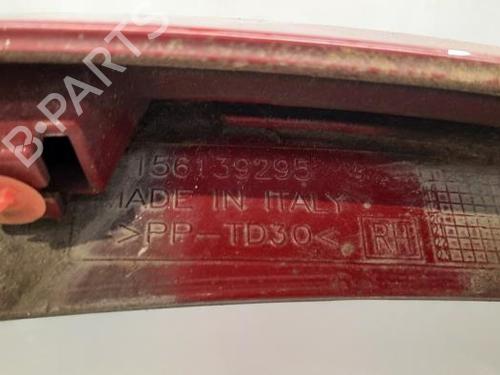 B-PARTS
156139295
MADE IN ITALY
>PP-TD30<
RH